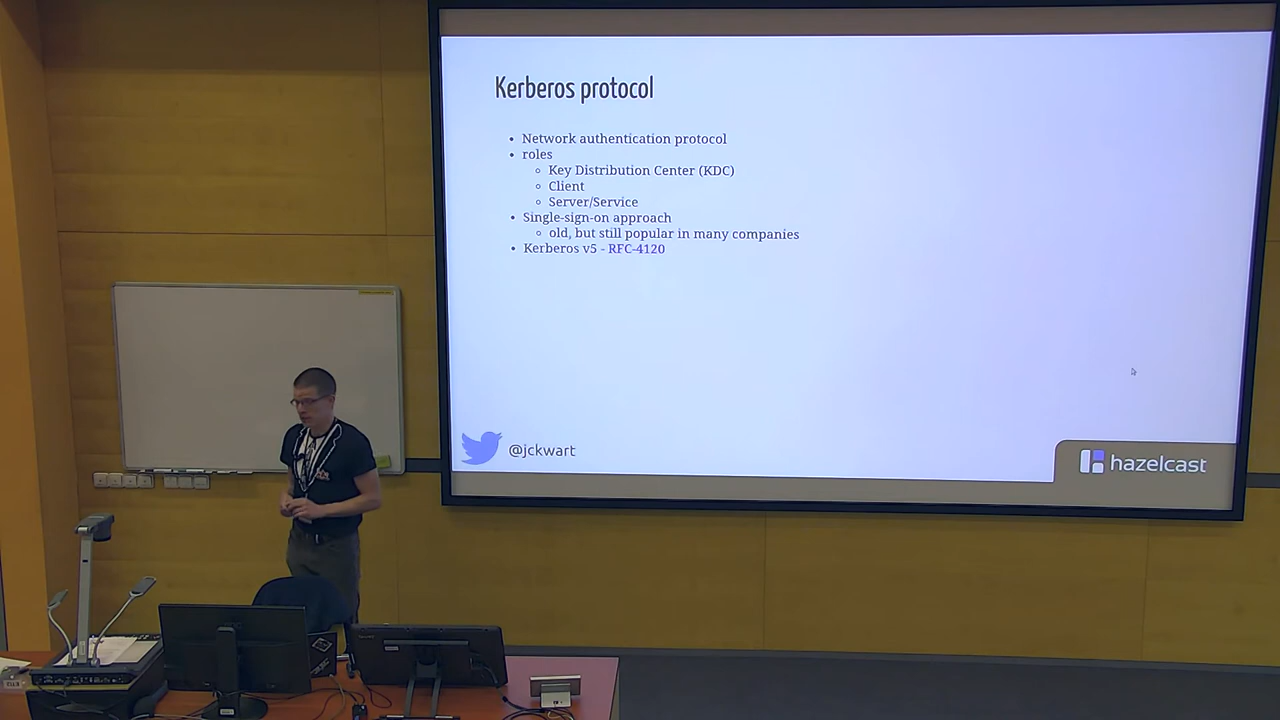 Kerberos protocol
• Network authentication protocol
• roles
◦ Key Distribution Center (KDC)
◦ Client
◦ Server/Service
• Single-sign-on approach
◦ old, but still popular in many companies
• Kerberos v5 - RFC-4120
@jckwart
hazelcast